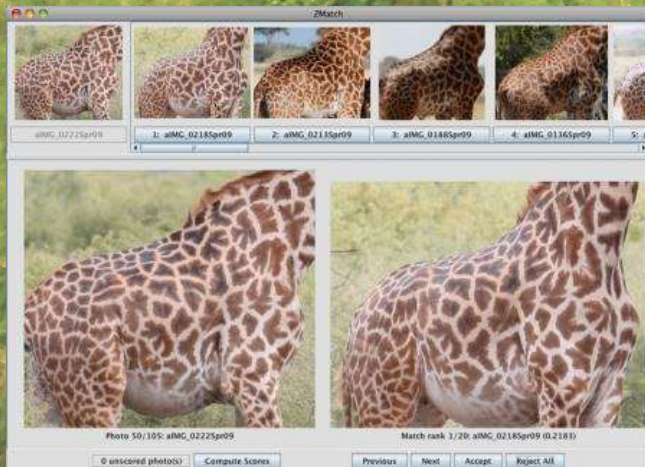 ZMatch
aIMG_0222Spr09
1: aIMG_0218Spr09
2: aIMG_0213Spr09
3: aIMG_0188Spr09
4: aIMG_0136Spr09
5:
Photo 50/105: aIMG_0222Spr09
Match rank 1/20: aIMG_0218Spr09 (0.2183)
0 unscored photo(s)
Compute Scores
Previous
Next
Accept
Reject All